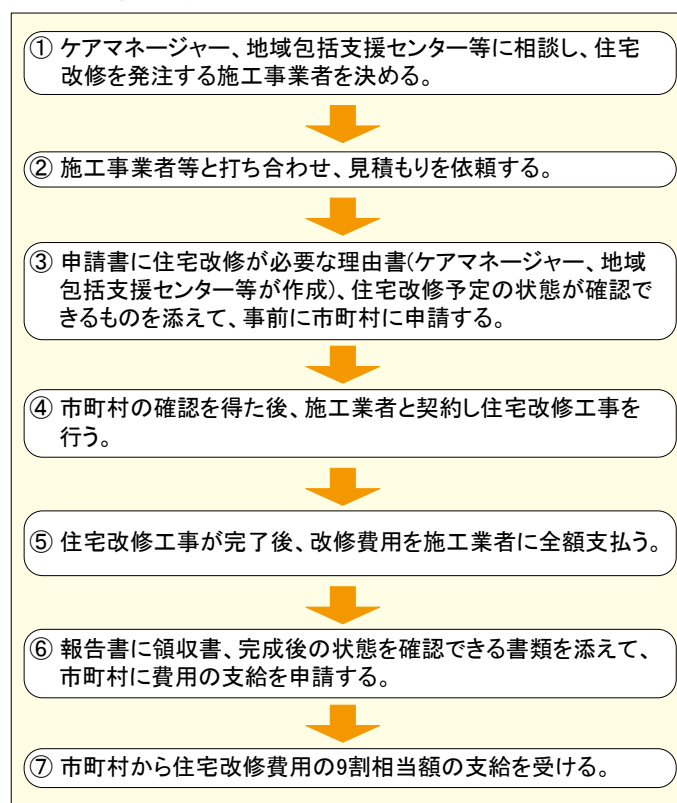 ① ケアマネージャー、地域包括支援センター等に相談し、住宅
改修を発注する施工事業者を決める。
② 施工事業者等と打ち合わせ、見積もりを依頼する。
③ 申請書に住宅改修が必要な理由書(ケアマネージャー、地域
包括支援センター等が作成)、住宅改修予定の状態が確認で
きるものを添えて、事前に市町村に申請する。
④ 市町村の確認を得た後、施工業者と契約し住宅改修工事を
行う。
⑤ 住宅改修工事が完了後、改修費用を施工業者に全額支払う。
⑥ 報告書に領収書、完成後の状態を確認できる書類を添えて、
市町村に費用の支給を申請する。
⑦ 市町村から住宅改修費用の9割相当額の支給を受ける。